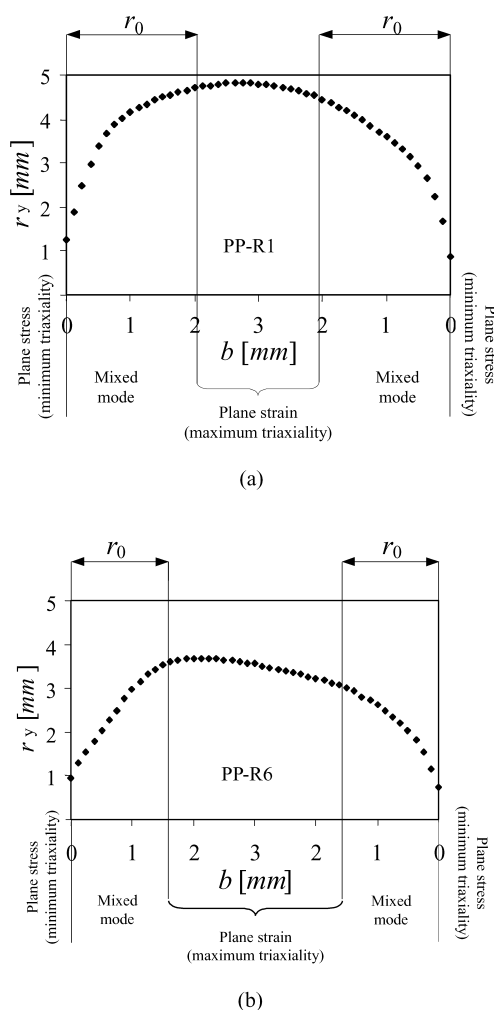 r0 r0
5
4
3
2
1
r y [mm]
PP-R1
0 1 2 3 2 1 0
b [mm]
Plane stress
(minimum triaxiality)
Mixed
mode
Plane strain
(maximum triaxiality)
Mixed
mode
Plane stress
(minimum triaxiality)
(a)
r0 r0
5
4
3
2
1
r y [mm]
PP-R6
0 1 2 3 2 1 0
b [mm]
Plane stress
(minimum triaxiality)
Mixed
mode
Plane strain
(maximum triaxiality)
Mixed
mode
Plane stress
(minimum triaxiality)
(b)